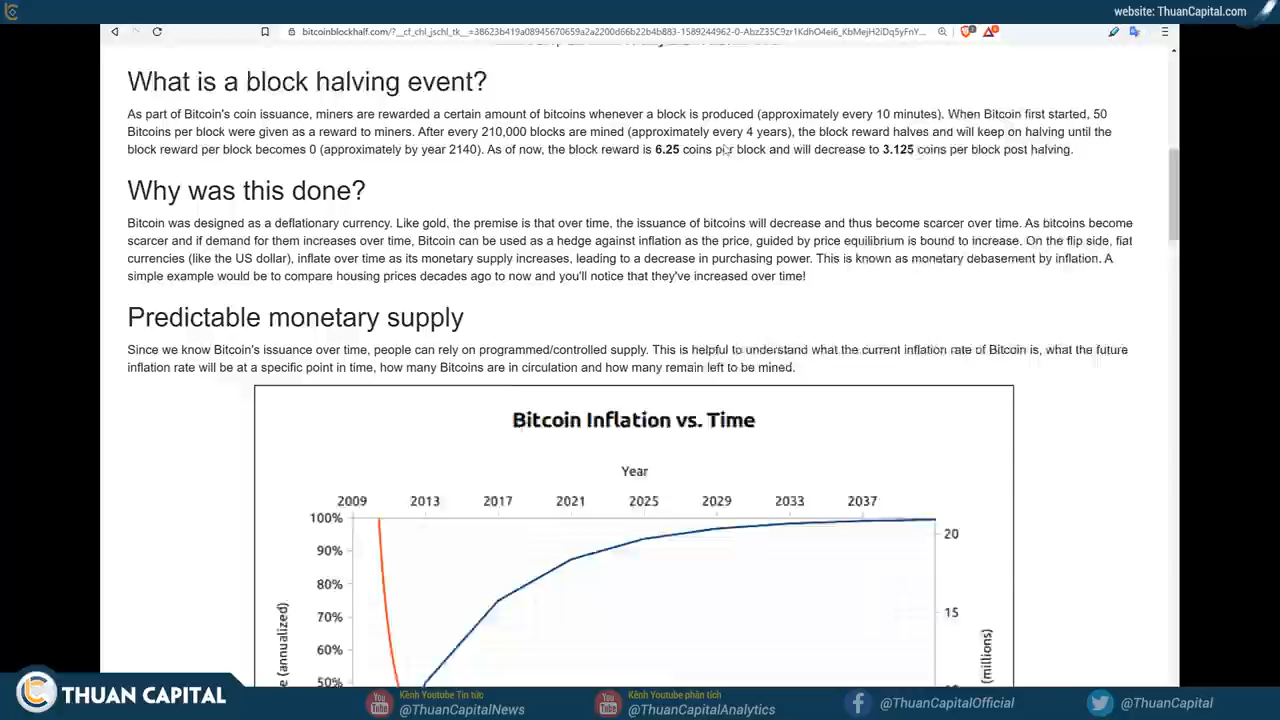 website: ThuanCapital.com
What is a block halving event?
As part of Bitcoin's coin issuance, miners are rewarded a certain amount of bitcoins whenever a block is produced (approximately every 10 minutes). When Bitcoin first started, 50
Bitcoins per block were given as a reward to miners. After every 210,000 blocks are mined (approximately every 4 years), the block reward halves and will keep on halving until the
block reward per block becomes 0 (approximately by year 2140). As of now, the block reward is 6.25 coins per block and will decrease to 3.125 coins per block post halving.
Why was this done?
Bitcoin was designed as a deflationary currency. Like gold, the premise is that over time, the issuance of bitcoins will decrease and thus become scarcer over time. As bitcoins become
scarcer and if demand for them increases over time, Bitcoin can be used as a hedge against inflation as the price, guided by price equilibrium is bound to increase. On the flip side, fiat
currencies (like the US dollar), inflate over time as its monetary supply increases, leading to a decrease in purchasing power. This is known as monetary debasement by inflation. A
simple example would be to compare housing prices decades ago to now and you'll notice that they've increased over time!
Predictable monetary supply
Since we know Bitcoin's issuance over time, people can rely on programmed/controlled supply. This is helpful to understand what the current inflation rate of Bitcoin is, what the future
inflation rate will be at a specific point in time, how many Bitcoins are in circulation and how many remain left to be mined.
Bitcoin Inflation vs. Time
Year
2009 2013 2017 2021 2025 2029 2033 2037
100%
20
90%
80%
15
70%
60%
50%
(annualized)
(millions)
THUAN CAPITAL
Kênh Youtube Tin tức
@ThuanCapitalNews
Kênh Youtube phân tích
@ThuanCapitalAnalytics
@ThuanCapitalOfficial
@ThuanCapital